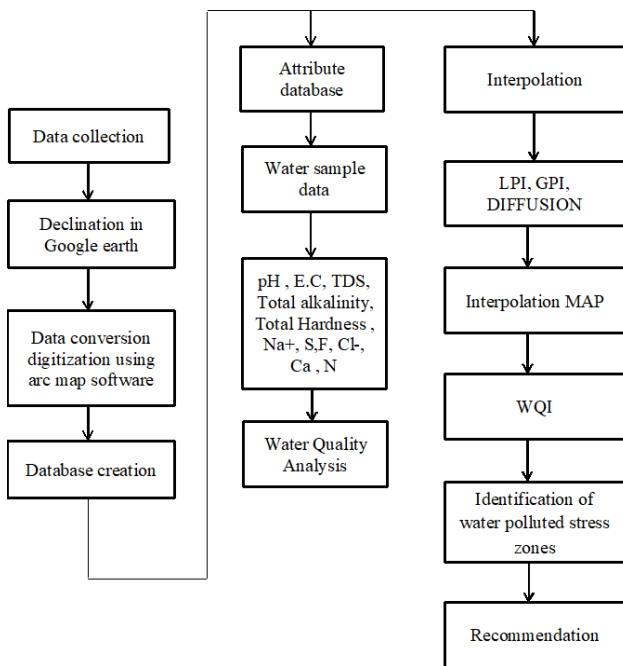 Data collection
Declination in
Google earth
Data conversion
digitization using
arc map software
Database creation
Attribute
database
Water sample
data
pH , E.C, TDS,
Total alkalinity,
Total Hardness ,
Na+, S,F, Cl-,
Ca , N
Water Quality
Analysis
Interpolation
LPI, GPI,
DIFFUSION
Interpolation MAP
WQI
Identification of
water polluted stress
zones
Recommendation